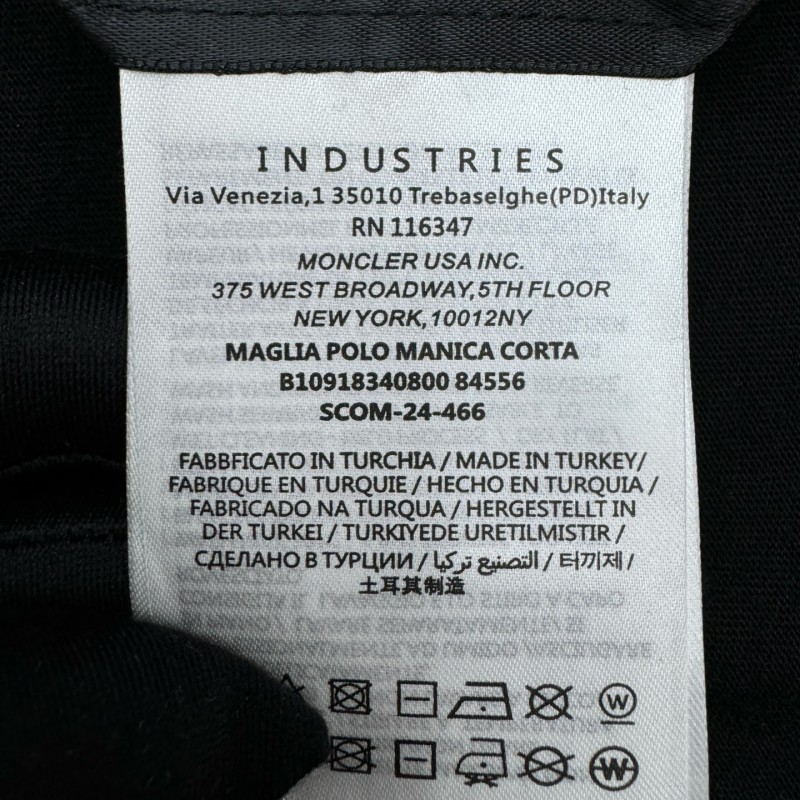 INDUSTRIES
Via Venezia,1 35010 Trebaselghe(PD)Italy
RN 116347
MONCLER USA INC.
375 WEST BROADWAY,5TH FLOOR
NEW YORK,10012NY
MAGLIA POLO MANICA CORTA
B10918340800 84556
SCOM-24-466
FABBFICATO IN TURCHIA / MADE IN TURKEY/
FABRIQUE EN TURQUIE / HECHO EN TURQUIA /
FABRICADO NA TURQUA / HERGESTELLT IN
DER TURKEI / TURKIYEDE URETILMISTIR /
СДЕЛАНО В ТУРЦИИ / التصنيع تركيا / 터끼제 /
土耳其制造
W
W